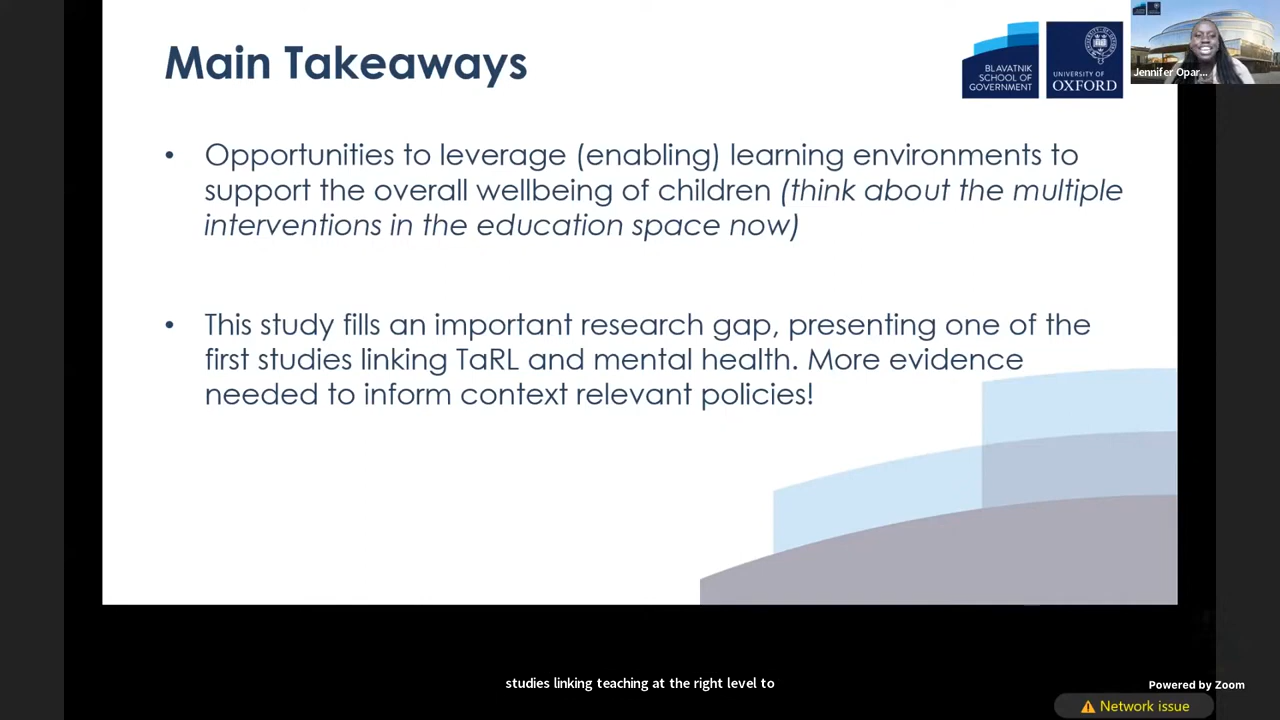 Main Takeaways
BLAVATNIK
SCHOOL OF
GOVERNMENT
UNIVERSITY OF
OXFORD
Jennifer Opar...
• Opportunities to leverage (enabling) learning environments to
support the overall wellbeing of children (think about the multiple
interventions in the education space now)
• This study fills an important research gap, presenting one of the
first studies linking TaRL and mental health. More evidence
needed to inform context relevant policies!
studies linking teaching at the right level to
Powered by Zoom
Network issue